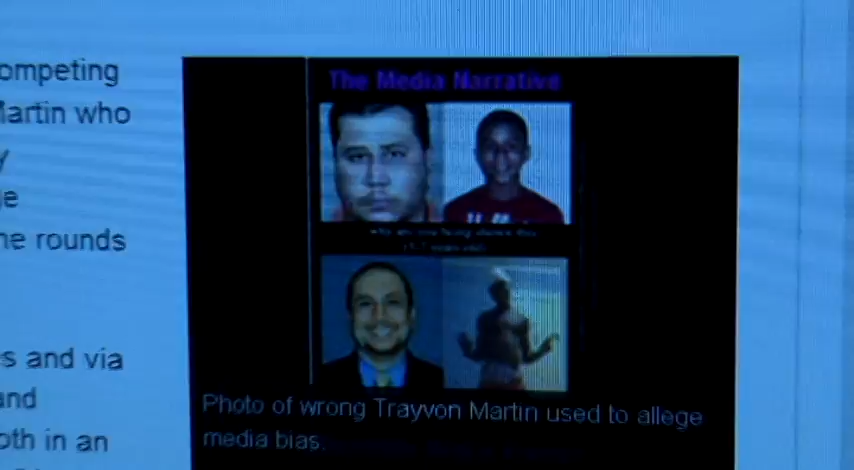 ompeting
Martin who
y
e
he rounds
s and via
and
oth in an
The Media Narrative
Photo of wrong Trayvon Martin used to allege
media bias.